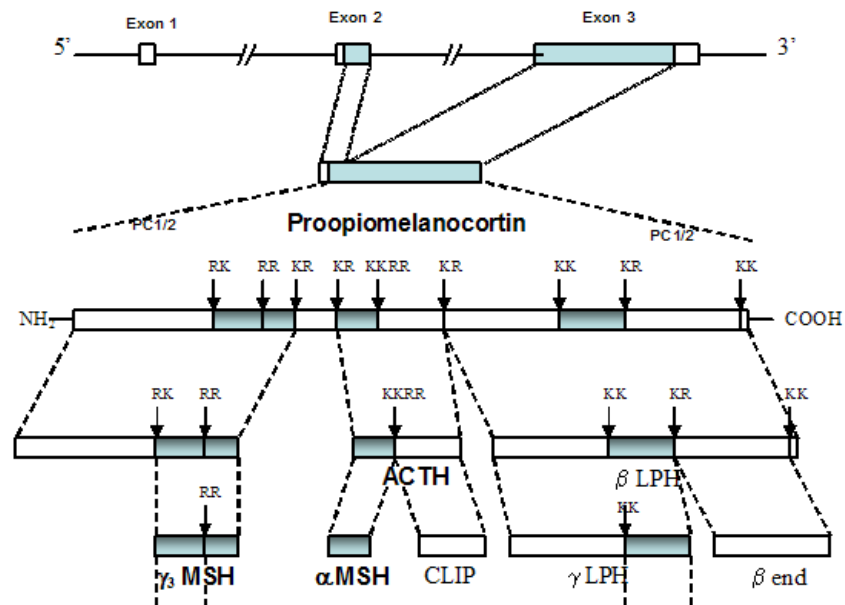 Exon 1 Exon 2 Exon 3
5’ 3’
Proopiomelanocortin
PC1/2 PC1/2
RK RR KR KR KKRR KR KK KR KK
NH₂ COOH
RK RR KKRR KK KR KK
ACTH β LPH
RR KK
γ₃ MSH αMSH CLIP γ LPH β end